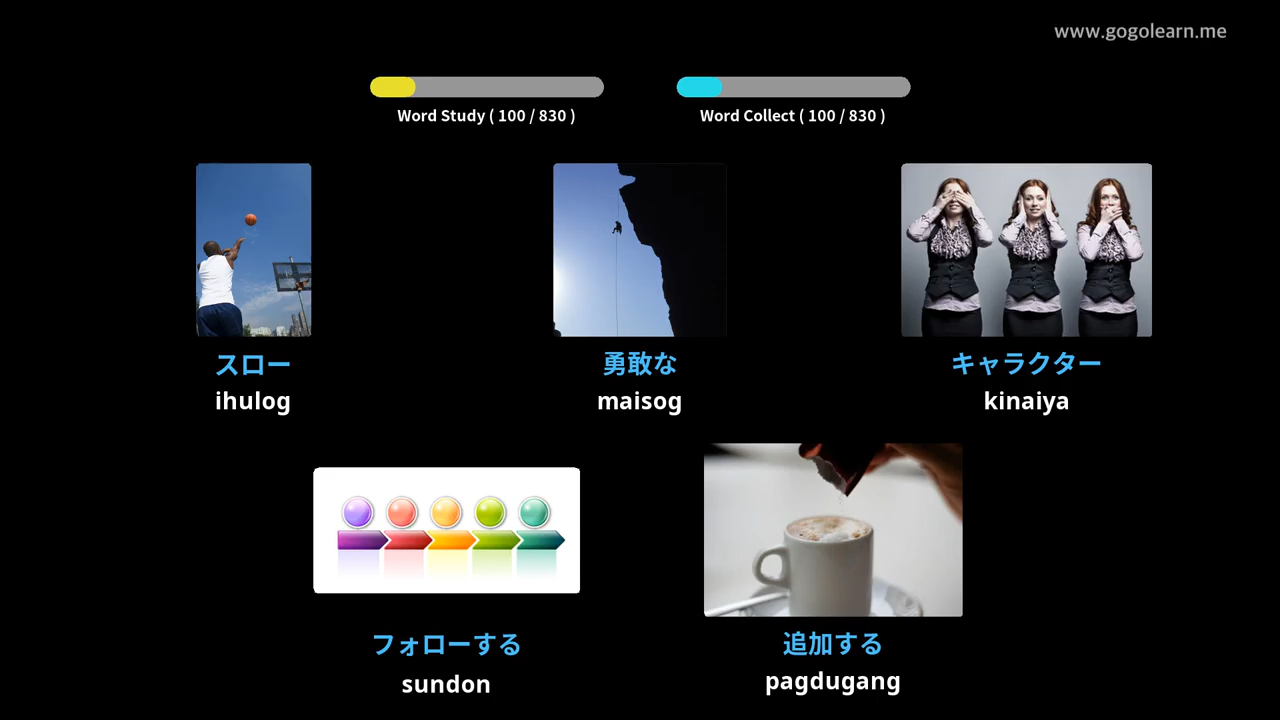 www.gogolearn.me
Word Study ( 100 / 830 )
Word Collect ( 100 / 830 )
スロー
ihulog
勇敢な
maisog
キャラクター
kinaiya
フォローする
sundon
追加する
pagdugang